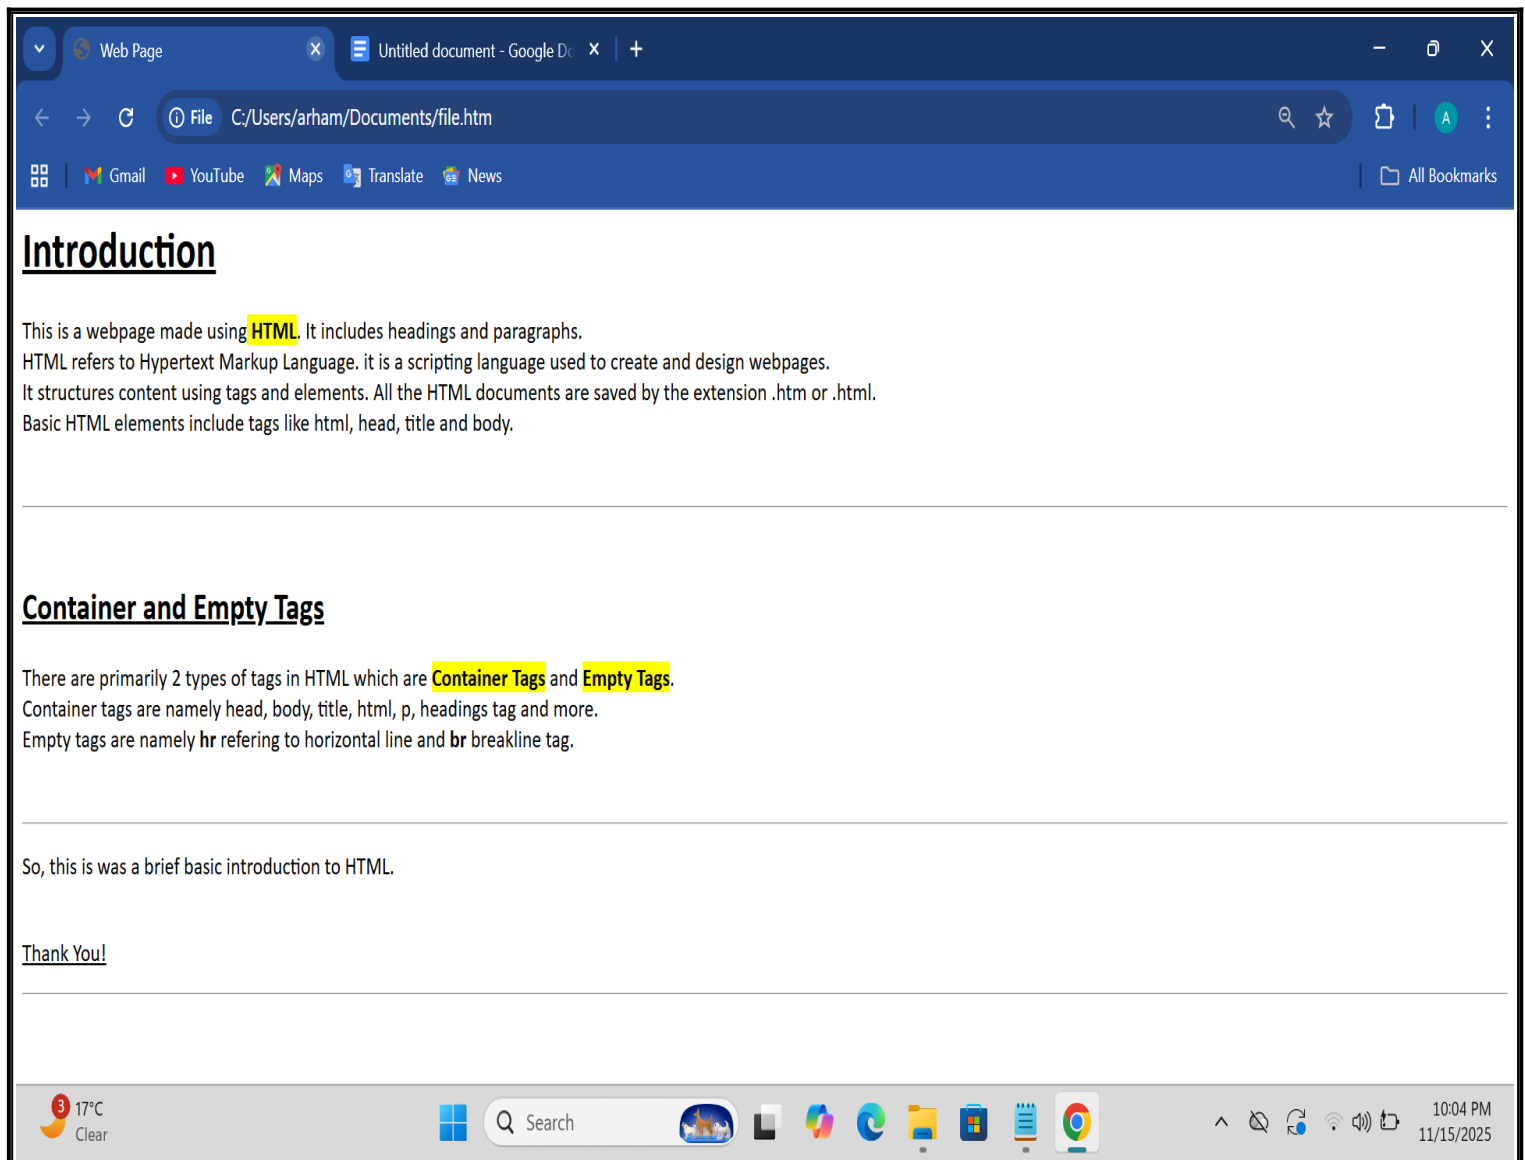 Web Page
Untitled document - Google Do
File C:/Users/arham/Documents/file.htm
A
Gmail YouTube Maps Translate News All Bookmarks
Introduction
This is a webpage made using HTML. It includes headings and paragraphs.
HTML refers to Hypertext Markup Language. it is a scripting language used to create and design webpages.
It structures content using tags and elements. All the HTML documents are saved by the extension .htm or .html.
Basic HTML elements include tags like html, head, title and body.
Container and Empty Tags
There are primarily 2 types of tags in HTML which are Container Tags and Empty Tags.
Container tags are namely head, body, title, html, p, headings tag and more.
Empty tags are namely hr refering to horizontal line and br breakline tag.
So, this is was a brief basic introduction to HTML.
Thank You!
3 17°C
Clear
Search
10:04 PM
11/15/2025